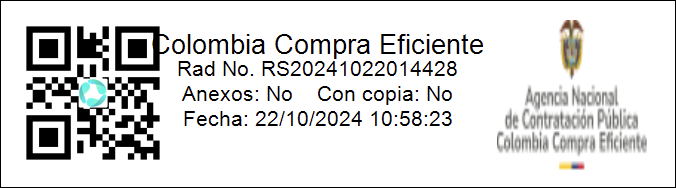 Colombia Compra Eficiente
Rad No. RS20241022014428
Anexos: No Con copia: No
Fecha: 22/10/2024 10:58:23
Agencia Nacional
de Contratación Pública
Colombia Compra Eficiente